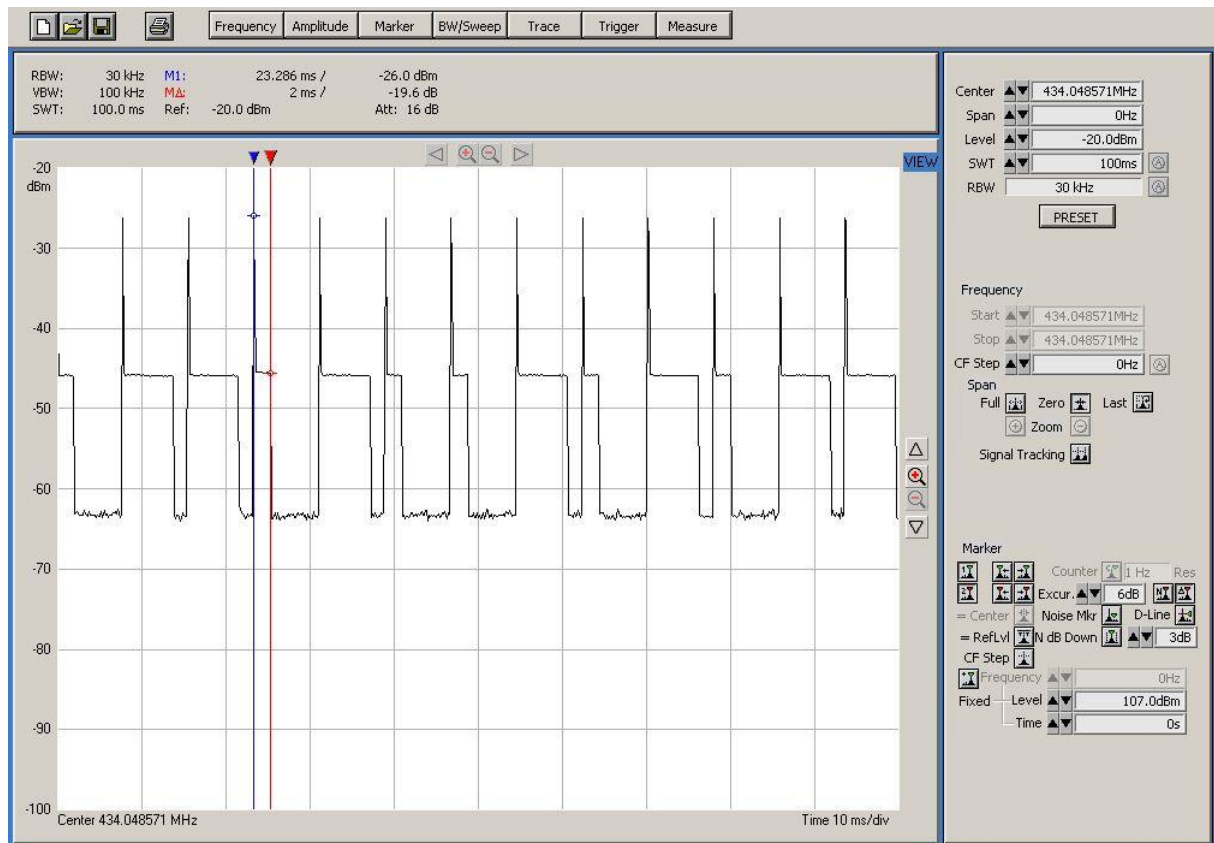 Frequency Amplitude Marker BW/Sweep Trace Trigger Measure
RBW: 30 kHz M1: 23.286 ms / -26.0 dBm
VBW: 100 kHz MΔ: 2 ms / -19.6 dB
SWT: 100.0 ms Ref: -20.0 dBm Att: 16 dB
VIEW
-20
dBm
-30
-40
-50
-60
-70
-80
-90
-100
Center 434.048571 MHz Time 10 ms/div
Center 434.048571MHz
Span 0Hz
Level -20.0dBm
SWT 100ms
RBW 30 kHz
PRESET
Frequency
Start 434.048571MHz
Stop 434.048571MHz
CF Step 0Hz
Span
Full Zero Last
Zoom
Signal Tracking
Marker
1 Counter 1 Hz Res
2 Excur. 6dB N
= Center Noise Mkr D-Line
= RefLvl N dB Down 3dB
CF Step
Frequency 0Hz
Fixed Level 107.0dBm
Time 0s